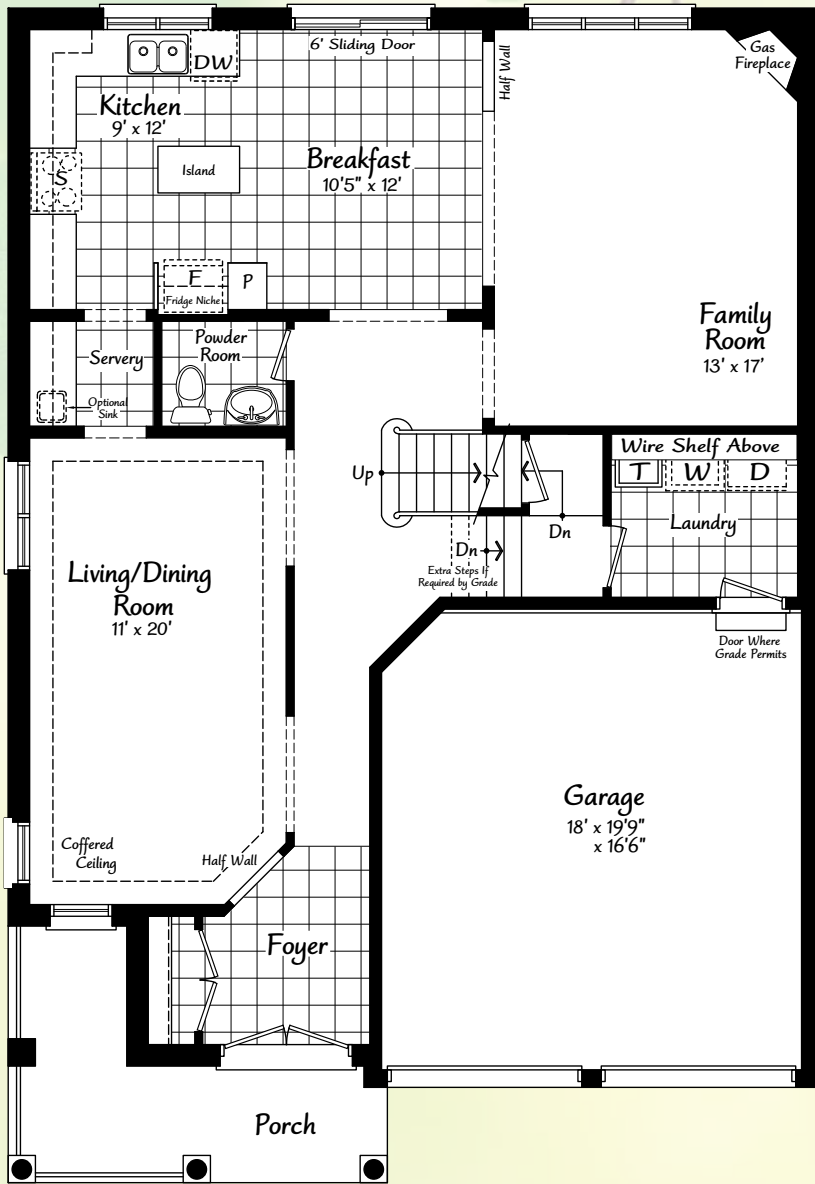 6' Sliding Door
Gas
Fireplace
Half Wall
DW
Kitchen
9' x 12'
Breakfast
10'5" x 12'
Island
S
F
Fridge Niche
P
Family
Room
13' x 17'
Servery
Optional
Sink
Powder
Room
Wire Shelf Above
T
W
D
Laundry
Up
Dn
Dn
Extra Steps If
Required by Grade
Living/Dining
Room
11' x 20'
Door Where
Grade Permits
Garage
18' x 19'9"
x 16'6"
Coffered
Ceiling
Half Wall
Foyer
Porch